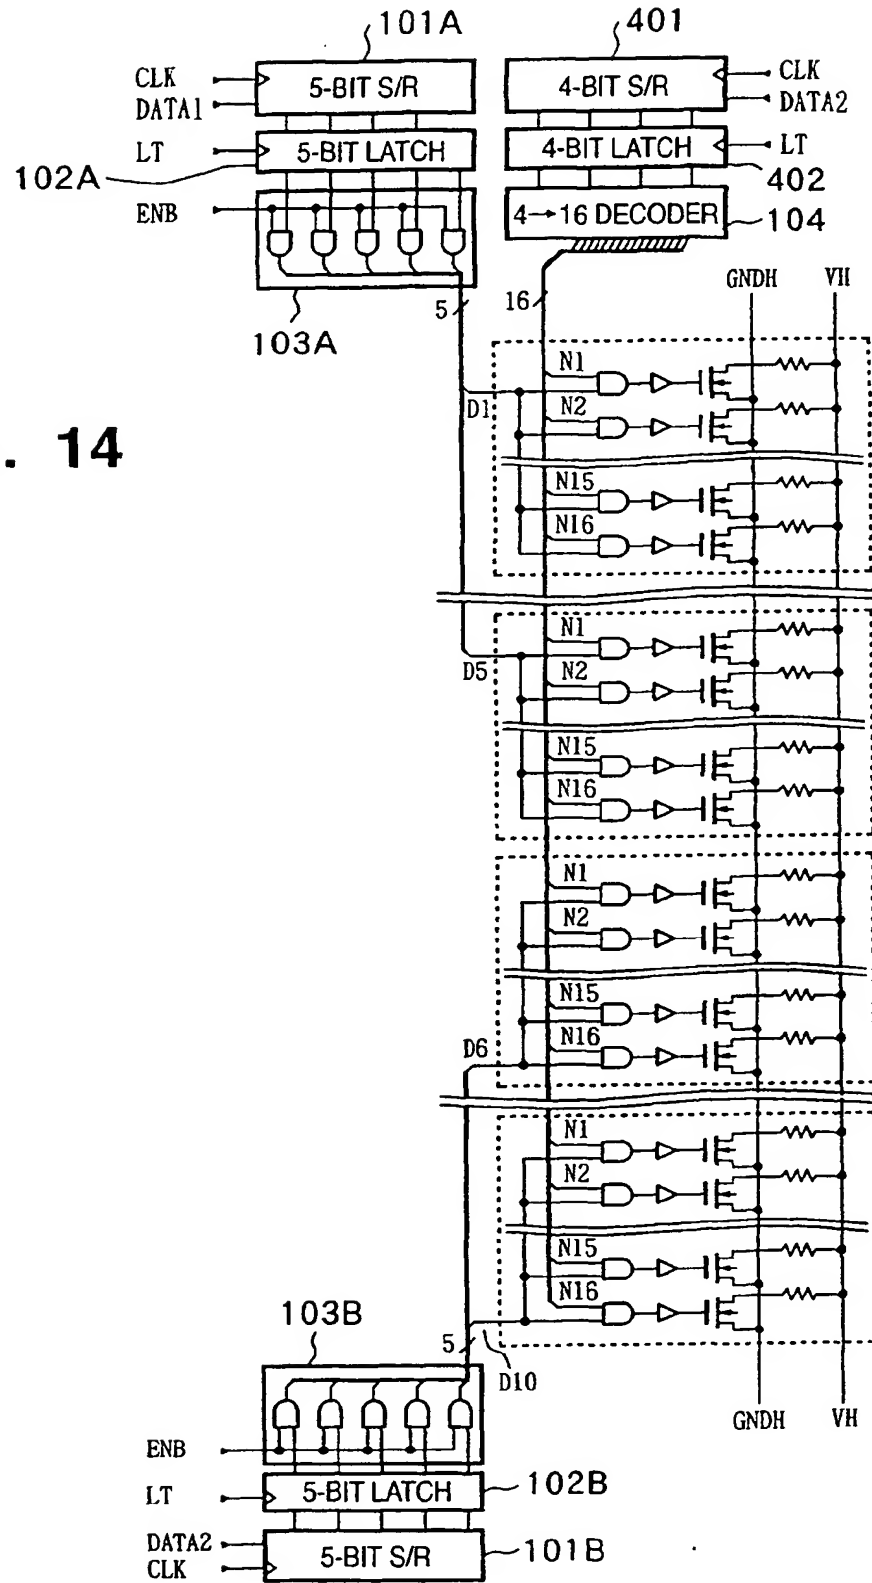 101A
401
CLK
5-BIT S/R
4-BIT S/R
CLK
DATA1
DATA2
LT
5-BIT LATCH
4-BIT LATCH
LT
102A
402
ENB
4→16 DECODER
104
103A
5
16
GNDH
VH
N1
D1
N2
. 14
N15
N16
N1
D5
N2
N15
N16
N1
N2
N15
D6
N16
N1
N2
N15
N16
103B
5
D10
GNDH
VH
ENB
LT
5-BIT LATCH
102B
DATA2
CLK
5-BIT S/R
101B